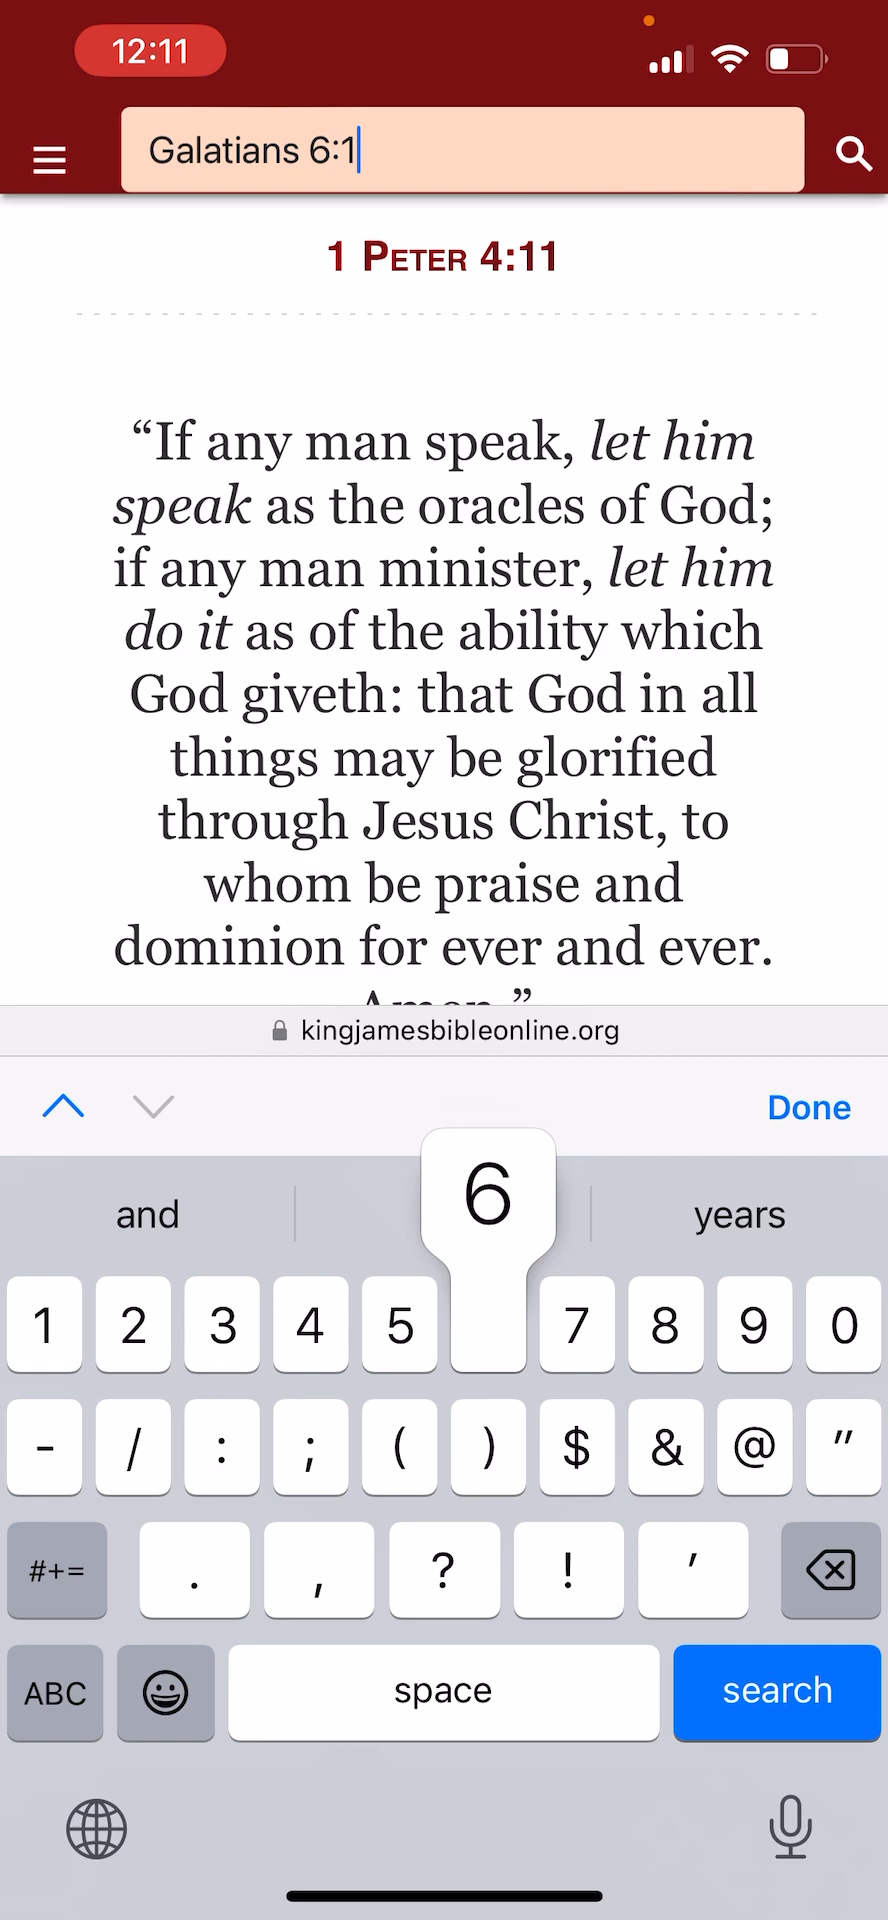 12:11
Galatians 6:1
1 Peter 4:11
“If any man speak, let him
speak as the oracles of God;
if any man minister, let him
do it as of the ability which
God giveth: that God in all
things may be glorified
through Jesus Christ, to
whom be praise and
dominion for ever and ever.
Amen.”
kingjamesbibleonline.org
Done
6
and years
1 2 3 4 5 7 8 9 0
- / : ; ( ) $ & @ "
#+= . , ? ! '
ABC space search